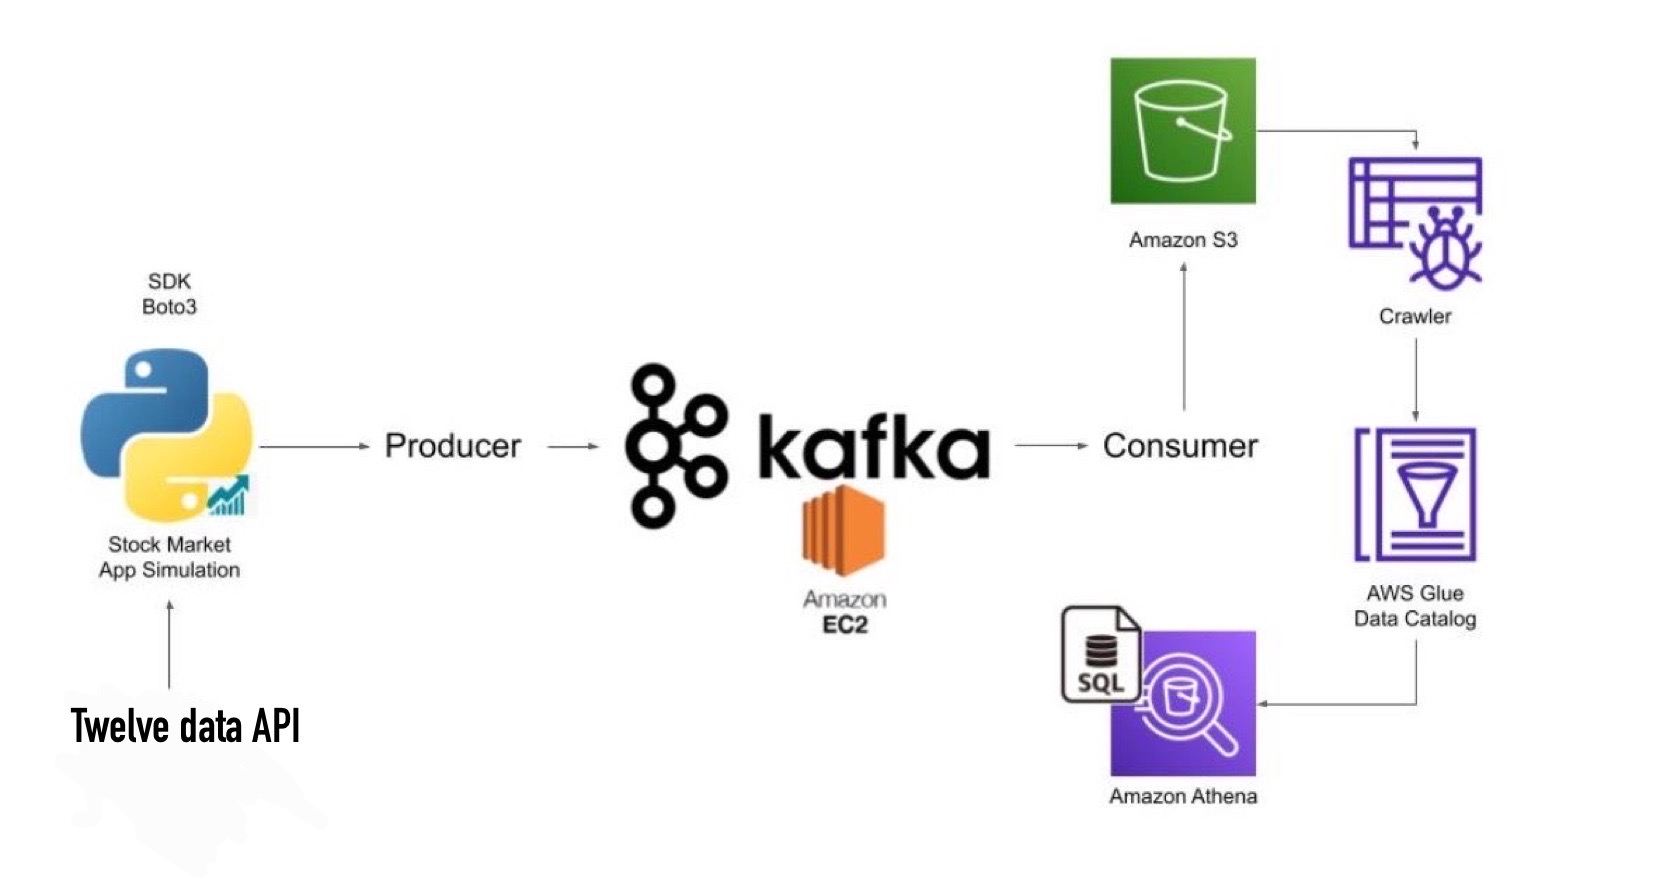 SDK
Boto3
Stock Market
App Simulation
Twelve data API
Producer
kafka
Amazon
EC2
Consumer
Amazon S3
Crawler
AWS Glue
Data Catalog
SQL
Amazon Athena